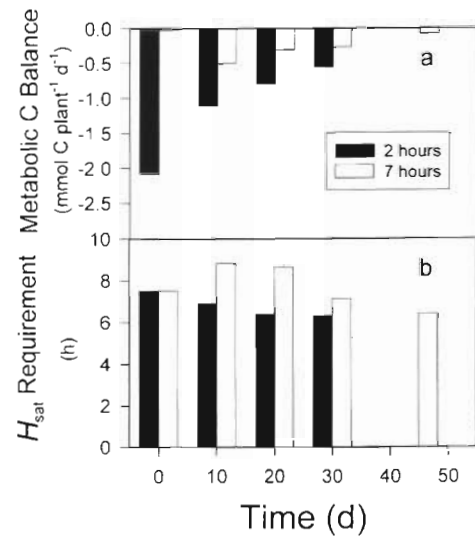 Metabolic C Balance
(mmol C plant⁻¹ d⁻¹)
0.0
-0.5
-1.0
-1.5
-2.0
-2.5
a
2 hours
7 hours
H_sat Requirement
(h)
10
8
6
4
2
0
b
0 10 20 30 40 50
Time (d)